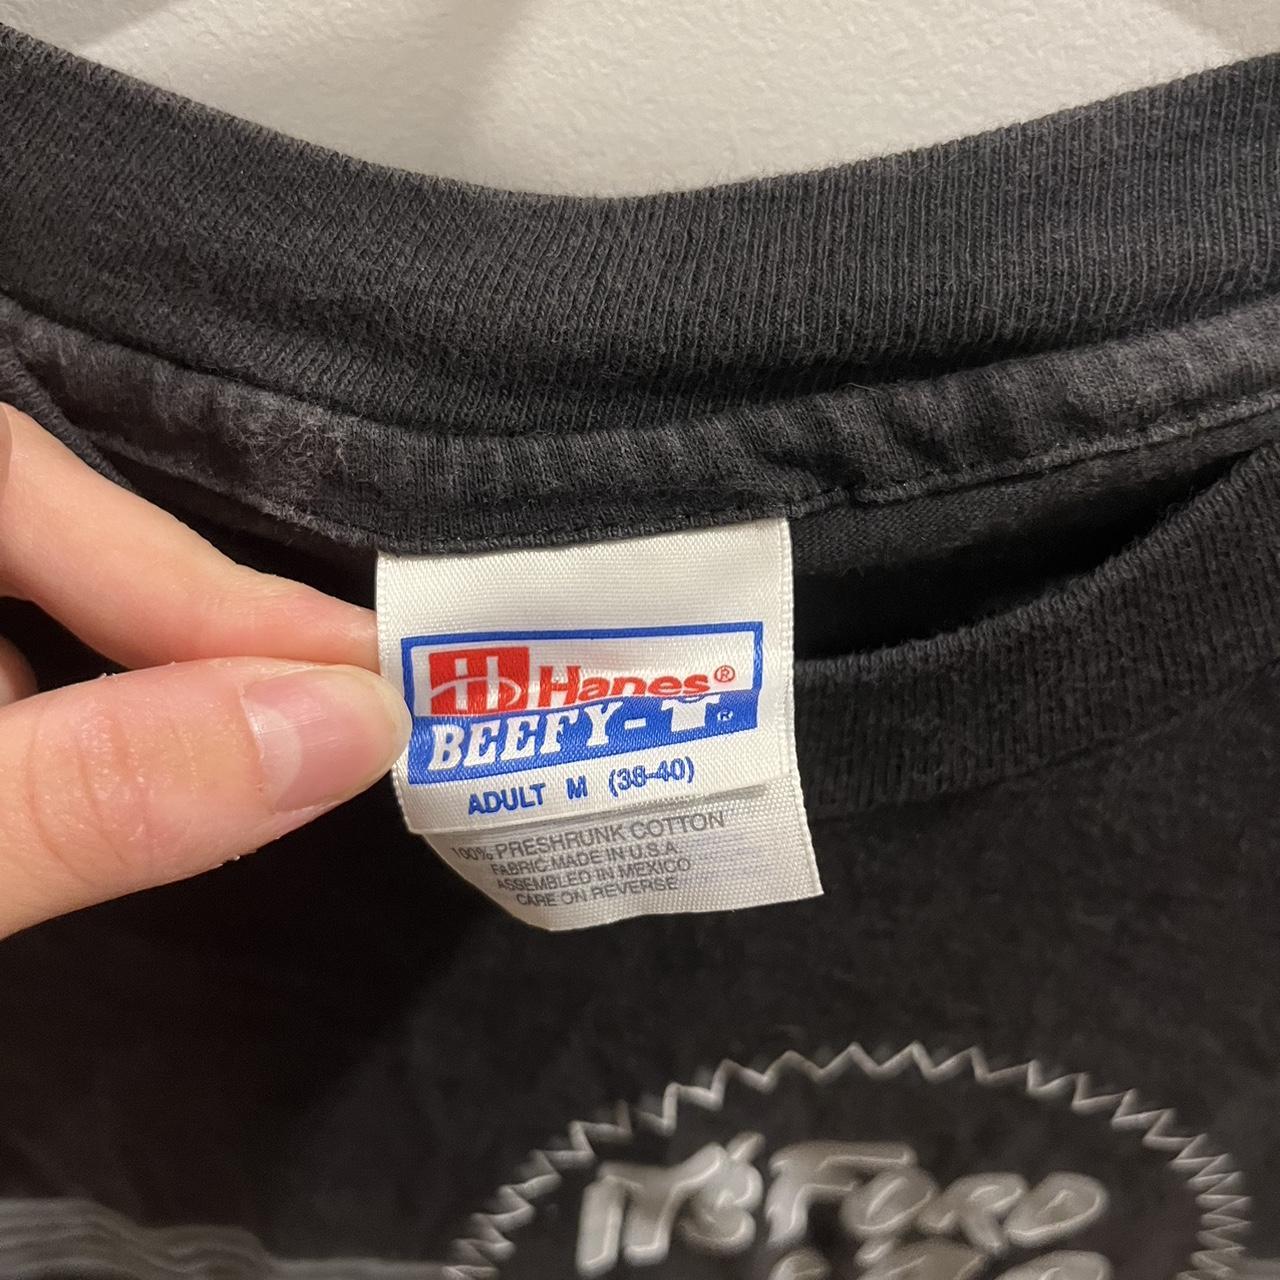 Hanes®
BEEFY-T®
ADULT M (38-40)
100% PRESHRUNK COTTON
FABRIC MADE IN U.S.A.
ASSEMBLED IN MEXICO
CARE ON REVERSE
IT'S FORD